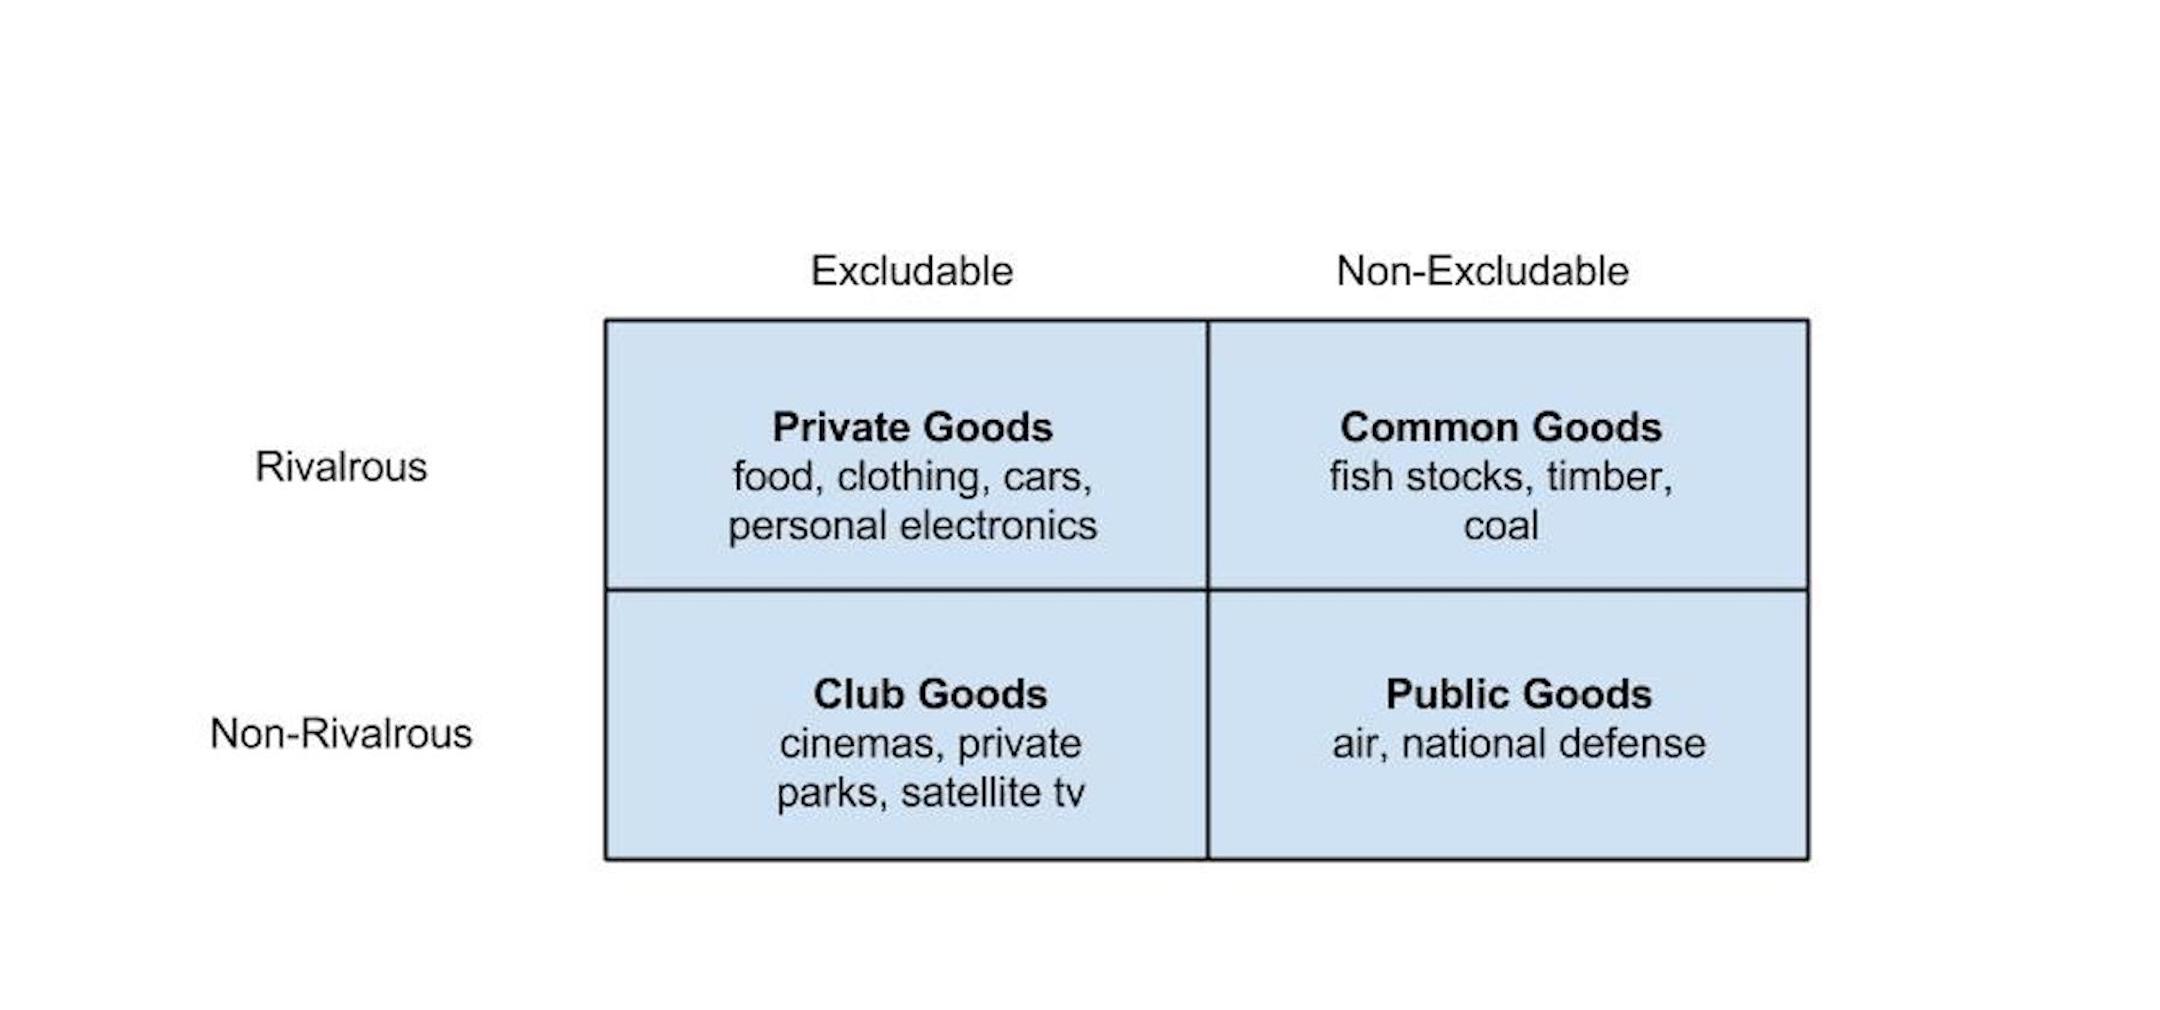 Excludable
Non-Excludable
Rivalrous
Private Goods
food, clothing, cars,
personal electronics
Common Goods
fish stocks, timber,
coal
Non-Rivalrous
Club Goods
cinemas, private
parks, satellite tv
Public Goods
air, national defense